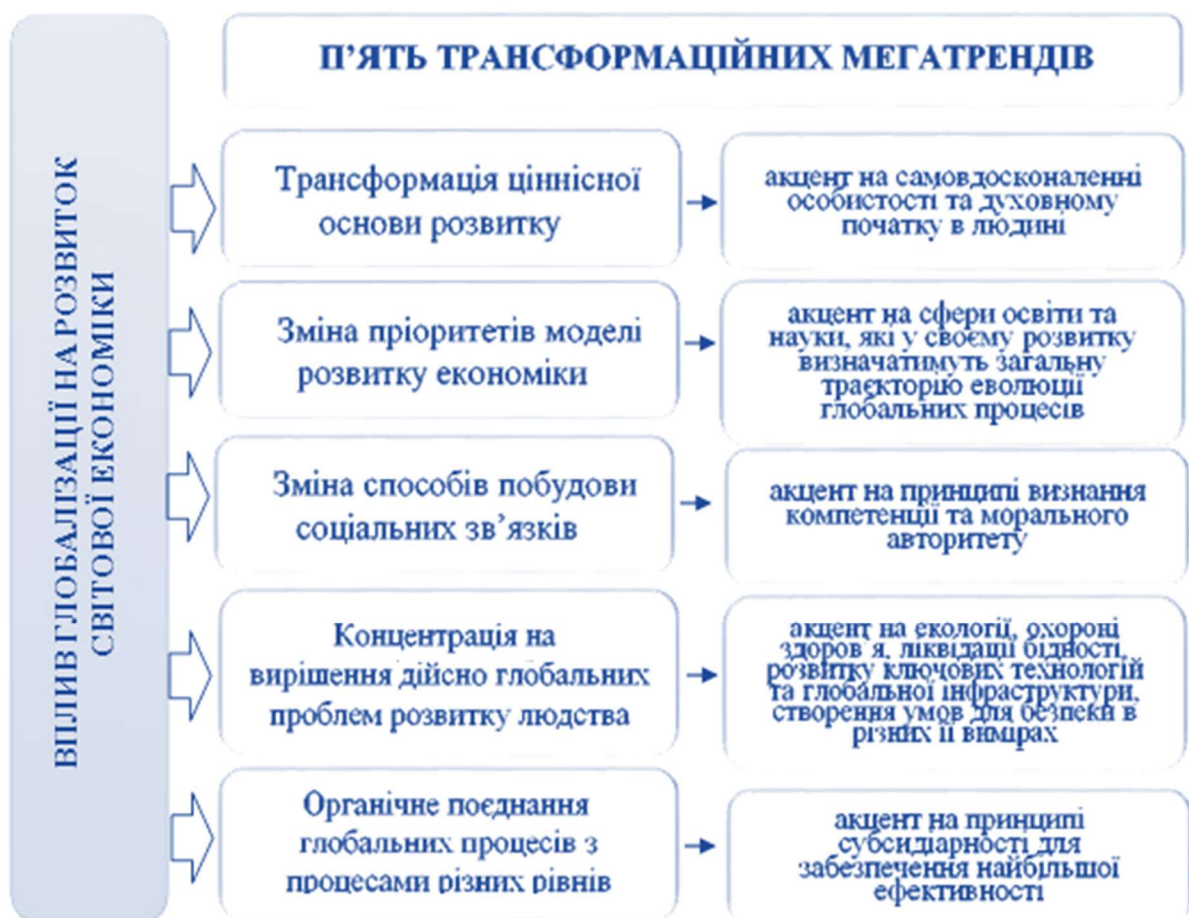 ВПЛИВ ГЛОБАЛІЗАЦІЇ НА РОЗВИТОК
СВІТОВОЇ ЕКОНОМІКИ
П’ЯТЬ ТРАНСФОРМАЦІЙНИХ МЕГАТРЕНДІВ
Трансформація ціннісної
основи розвитку
акцент на самовдосконаленні
особистості та духовному
початку в людині
Зміна пріоритетів моделі
розвитку економіки
акцент на сфери освіти та
науки, які у своєму розвитку
визначатимуть загальну
траєкторію еволюції
глобальних процесів
Зміна способів побудови
соціальних зв’язків
акцент на принципі визнання
компетенції та морального
авторитету
Концентрація на
вирішення дійсно глобальних
проблем розвитку людства
акцент на екології, охороні
здоров я, ліквідації бідності,
розвитку ключових технологій
та глобальної інфраструктури,
створення умов для безпеки в
різних її вимірах
Органічне поєднання
глобальних процесів з
процесами різних рівнів
акцент на принципі
субсидіарності для
забезпечення найбільшої
ефективності